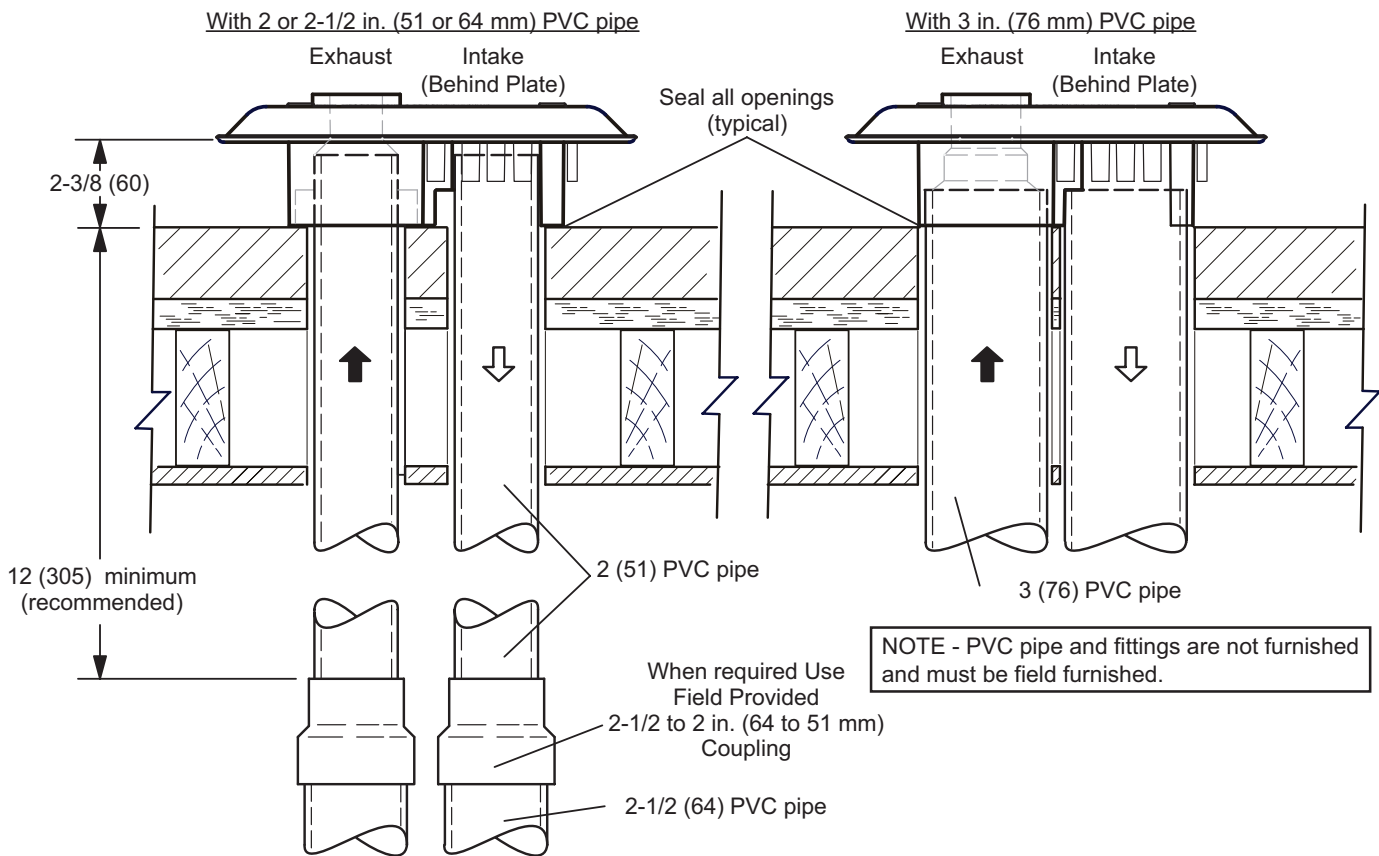 With 2 or 2-1/2 in. (51 or 64 mm) PVC pipe
Exhaust
Intake
(Behind Plate)
With 3 in. (76 mm) PVC pipe
Exhaust
Intake
(Behind Plate)
Seal all openings
(typical)
2-3/8 (60)
12 (305) minimum
(recommended)
2 (51) PVC pipe
3 (76) PVC pipe
NOTE - PVC pipe and fittings are not furnished
and must be field furnished.
When required Use
Field Provided
2-1/2 to 2 in. (64 to 51 mm)
Coupling
2-1/2 (64) PVC pipe